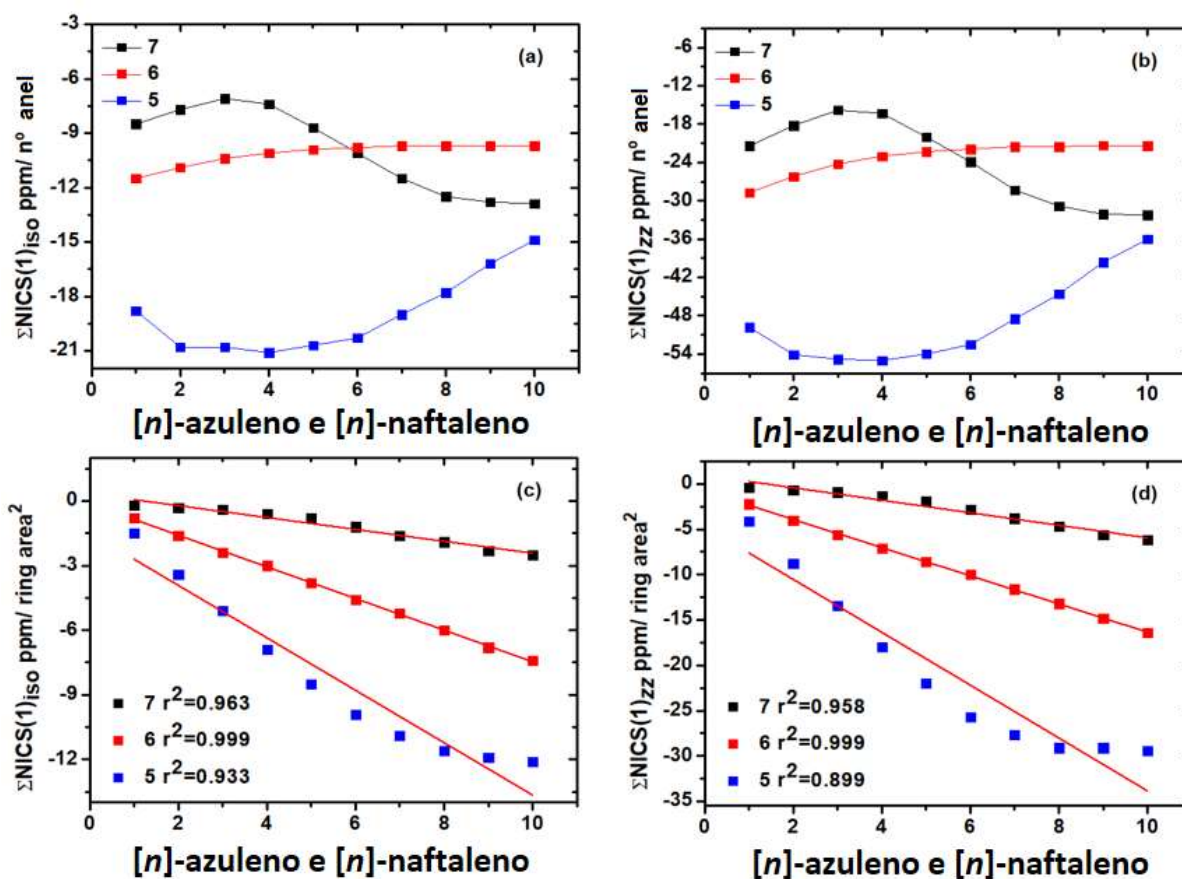 (a)
7
6
5
ΣNICS(1)iso ppm/ nº anel
-3
-6
-9
-12
-15
-18
-21
0 2 4 6 8 10
[n]-azuleno e [n]-naftaleno
(b)
7
6
5
ΣNICS(1)zz ppm/ nº anel
-6
-12
-18
-24
-30
-36
-42
-48
-54
0 2 4 6 8 10
[n]-azuleno e [n]-naftaleno
(c)
ΣNICS(1)iso ppm/ ring area²
0
-3
-6
-9
-12
7 r²=0.963
6 r²=0.999
5 r²=0.933
0 2 4 6 8 10
[n]-azuleno e [n]-naftaleno
(d)
ΣNICS(1)zz ppm/ ring area²
0
-5
-10
-15
-20
-25
-30
-35
7 r²=0.958
6 r²=0.999
5 r²=0.899
0 2 4 6 8 10
[n]-azuleno e [n]-naftaleno